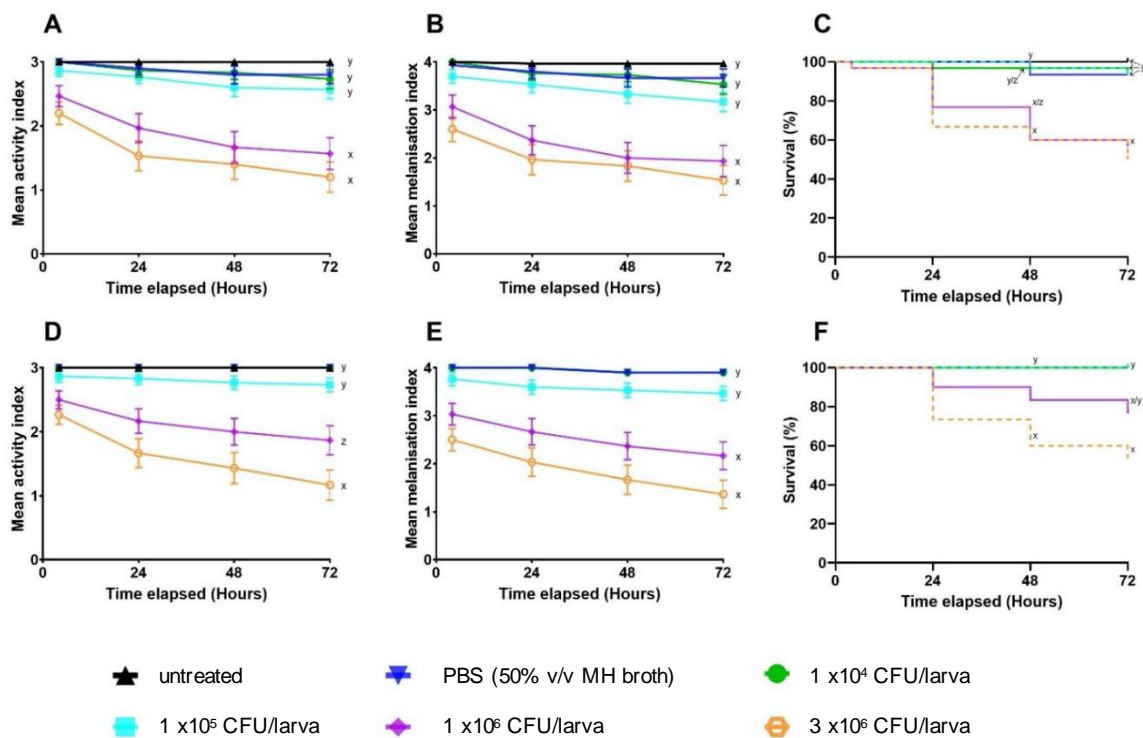 A
B
C
Mean activity index
3
2
1
0
0
24
48
72
Time elapsed (Hours)
y
y
y
x
x
Mean melanisation index
4
3
2
1
0
0
24
48
72
Time elapsed (Hours)
y
y
y
x
x
Survival (%)
100
80
60
40
20
0
0
24
48
72
Time elapsed (Hours)
y
y/z
x/z
x
x
D
E
F
Mean activity index
3
2
1
0
0
24
48
72
Time elapsed (Hours)
y
y
z
x
Mean melanisation index
4
3
2
1
0
0
24
48
72
Time elapsed (Hours)
y
y
x
x
Survival (%)
100
80
60
40
20
0
0
24
48
72
Time elapsed (Hours)
y
y
x/y
x
x
untreated
PBS (50% v/v MH broth)
1 x10⁴ CFU/larva
1 x10⁵ CFU/larva
1 x10⁶ CFU/larva
3 x10⁶ CFU/larva